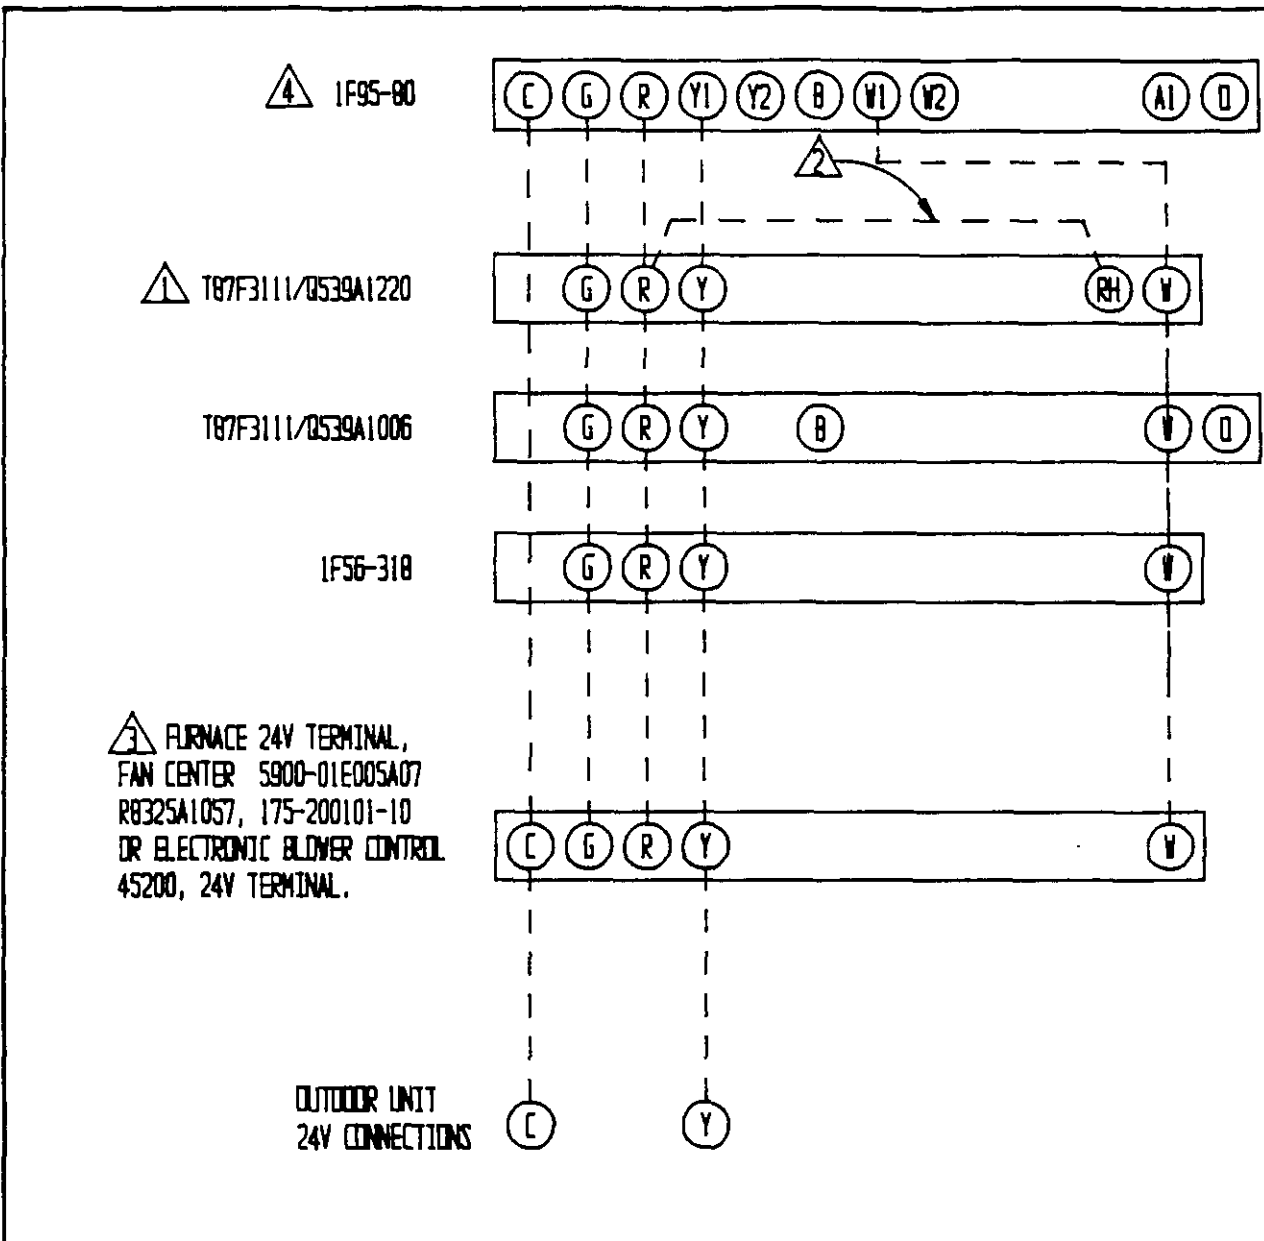 4 1F95-80 C G R Y1 Y2 B W1 W2 A1 O
2
1 T87F3111/Q539A1220 G R Y RH W
T87F3111/Q539A1006 G R Y B W O
1F56-318 G R Y W
3 FURNACE 24V TERMINAL,
FAN CENTER 5900-01E005A07
R8325A1057, 175-200101-10
OR ELECTRONIC BLOWER CONTROL
45200, 24V TERMINAL.
C G R Y W
OUTDOOR UNIT
24V CONNECTIONS
C Y